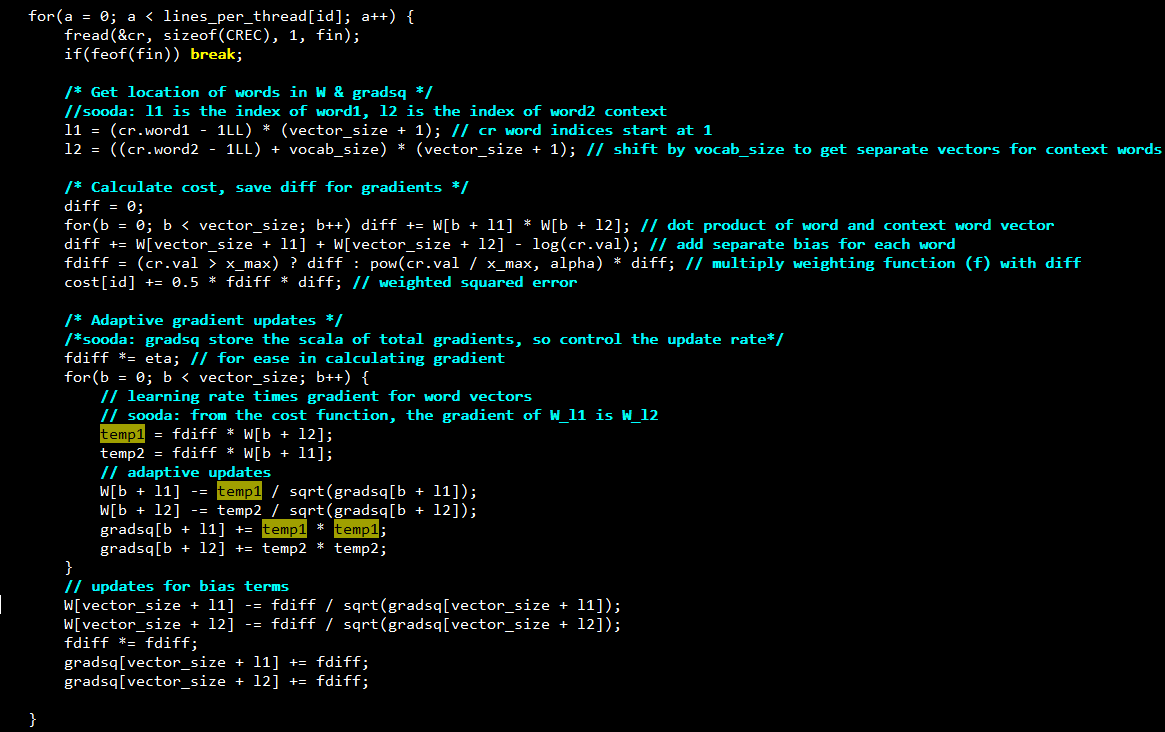 for(a = 0; a < lines_per_thread[id]; a++) {
fread(&cr, sizeof(CREC), 1, fin);
if(feof(fin)) break;
/* Get location of words in W & gradsq */
//sooda: l1 is the index of word1, l2 is the index of word2 context
l1 = (cr.word1 - 1LL) * (vector_size + 1); // cr word indices start at 1
l2 = ((cr.word2 - 1LL) + vocab_size) * (vector_size + 1); // shift by vocab_size to get separate vectors for context words
/* Calculate cost, save diff for gradients */
diff = 0;
for(b = 0; b < vector_size; b++) diff += W[b + l1] * W[b + l2]; // dot product of word and context word vector
diff += W[vector_size + l1] + W[vector_size + l2] - log(cr.val); // add separate bias for each word
fdiff = (cr.val > x_max) ? diff : pow(cr.val / x_max, alpha) * diff; // multiply weighting function (f) with diff
cost[id] += 0.5 * fdiff * diff; // weighted squared error
/* Adaptive gradient updates */
/*sooda: gradsq store the scala of total gradients, so control the update rate*/
fdiff *= eta; // for ease in calculating gradient
for(b = 0; b < vector_size; b++) {
// learning rate times gradient for word vectors
// sooda: from the cost function, the gradient of W_l1 is W_l2
temp1 = fdiff * W[b + l2];
temp2 = fdiff * W[b + l1];
// adaptive updates
W[b + l1] -= temp1 / sqrt(gradsq[b + l1]);
W[b + l2] -= temp2 / sqrt(gradsq[b + l2]);
gradsq[b + l1] += temp1 * temp1;
gradsq[b + l2] += temp2 * temp2;
}
// updates for bias terms
W[vector_size + l1] -= fdiff / sqrt(gradsq[vector_size + l1]);
W[vector_size + l2] -= fdiff / sqrt(gradsq[vector_size + l2]);
fdiff *= fdiff;
gradsq[vector_size + l1] += fdiff;
gradsq[vector_size + l2] += fdiff;
}